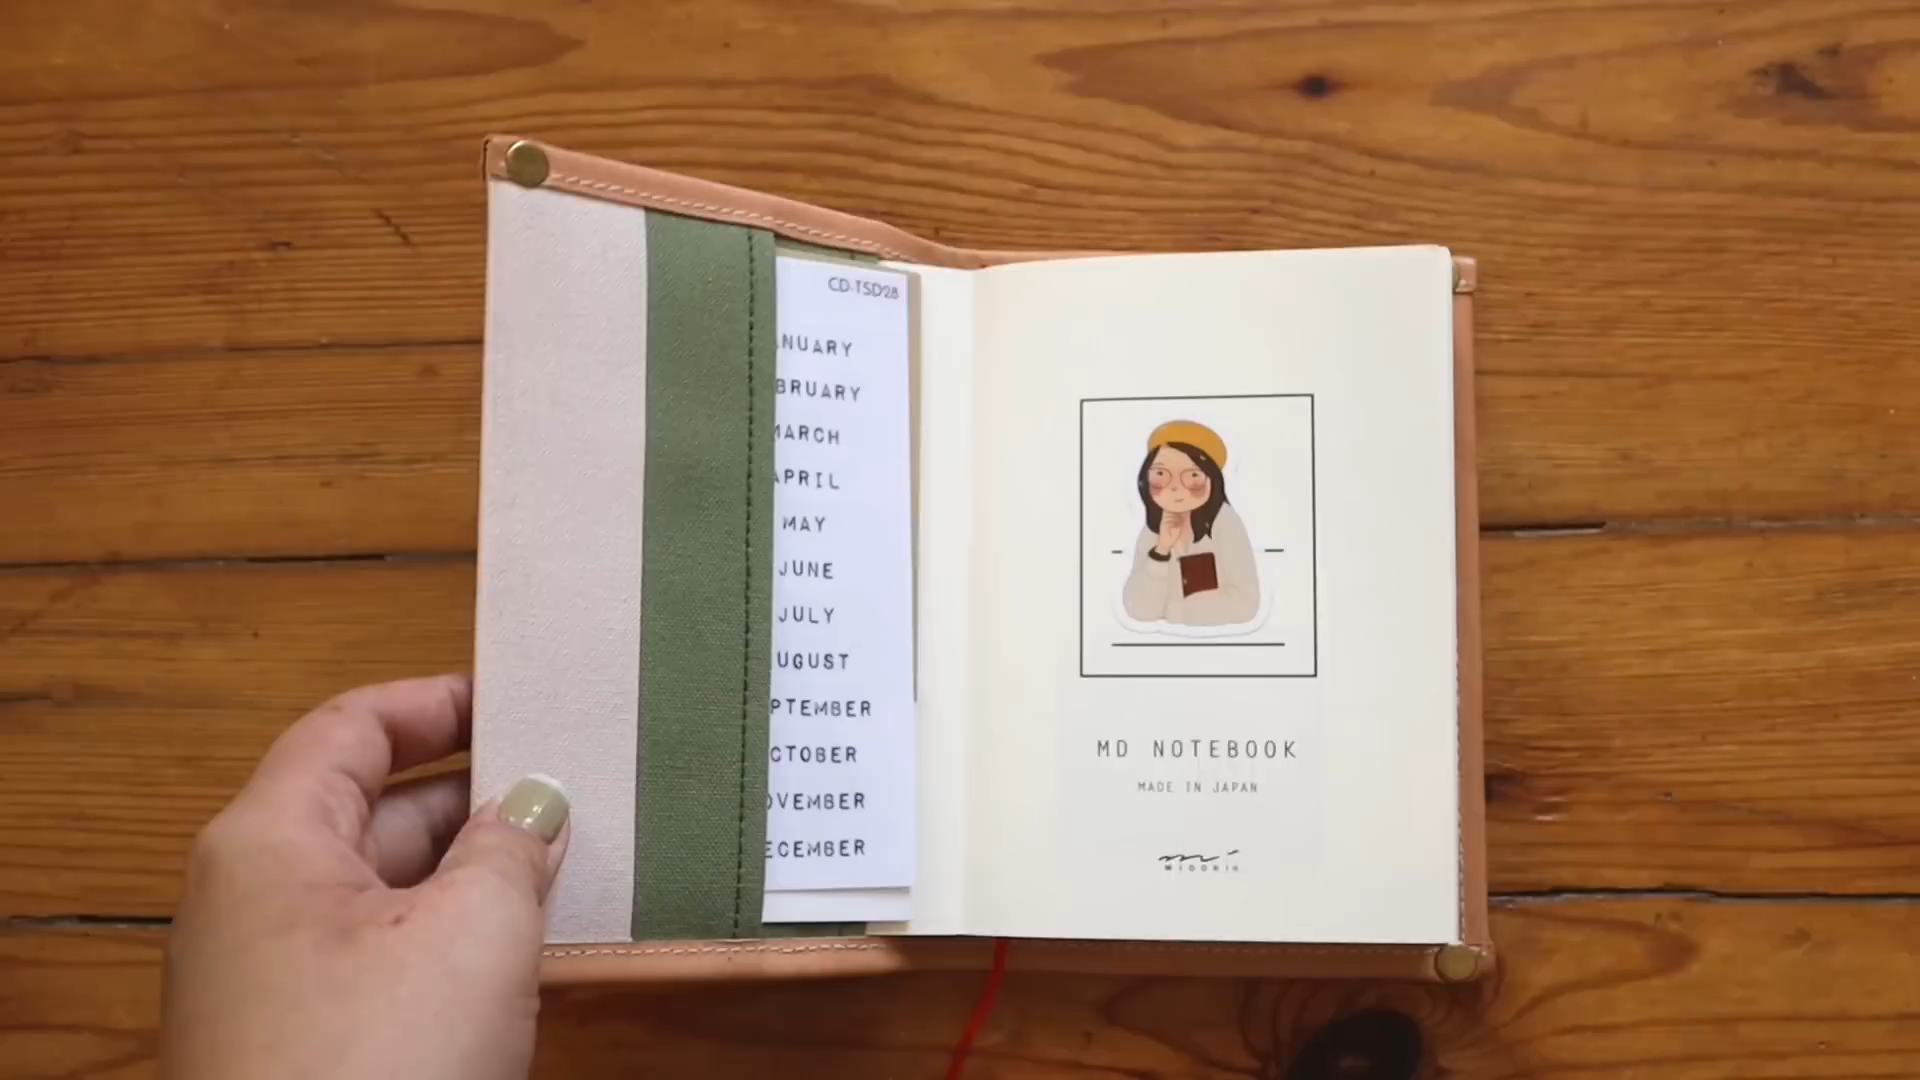 CD-TSD28
NUARY
BRUARY
MARCH
APRIL
MAY
JUNE
JULY
UGUST
PTEMBER
CTOBER
OVEMBER
ECEMBER
MD NOTEBOOK
MADE IN JAPAN
MIDORI